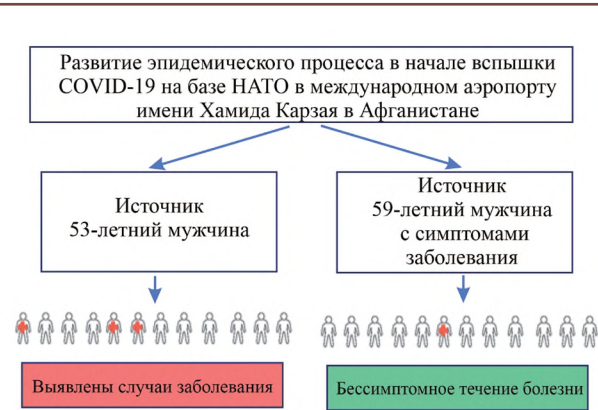 Развитие эпидемического процесса в начале вспышки
COVID-19 на базе НАТО в международном аэропорту
имени Хамида Карзая в Афганистане
Источник
53-летний мужчина
Источник
59-летний мужчина
с симптомами
заболевания
Выявлены случаи заболевания
Бессимптомное течение болезни